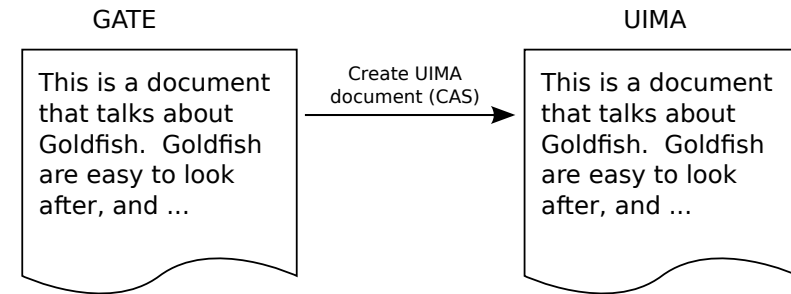 GATE
UIMA
This is a document
that talks about
Goldfish.  Goldfish
are easy to look
after, and ...
Create UIMA
document (CAS)
This is a document
that talks about
Goldfish.  Goldfish
are easy to look
after, and ...